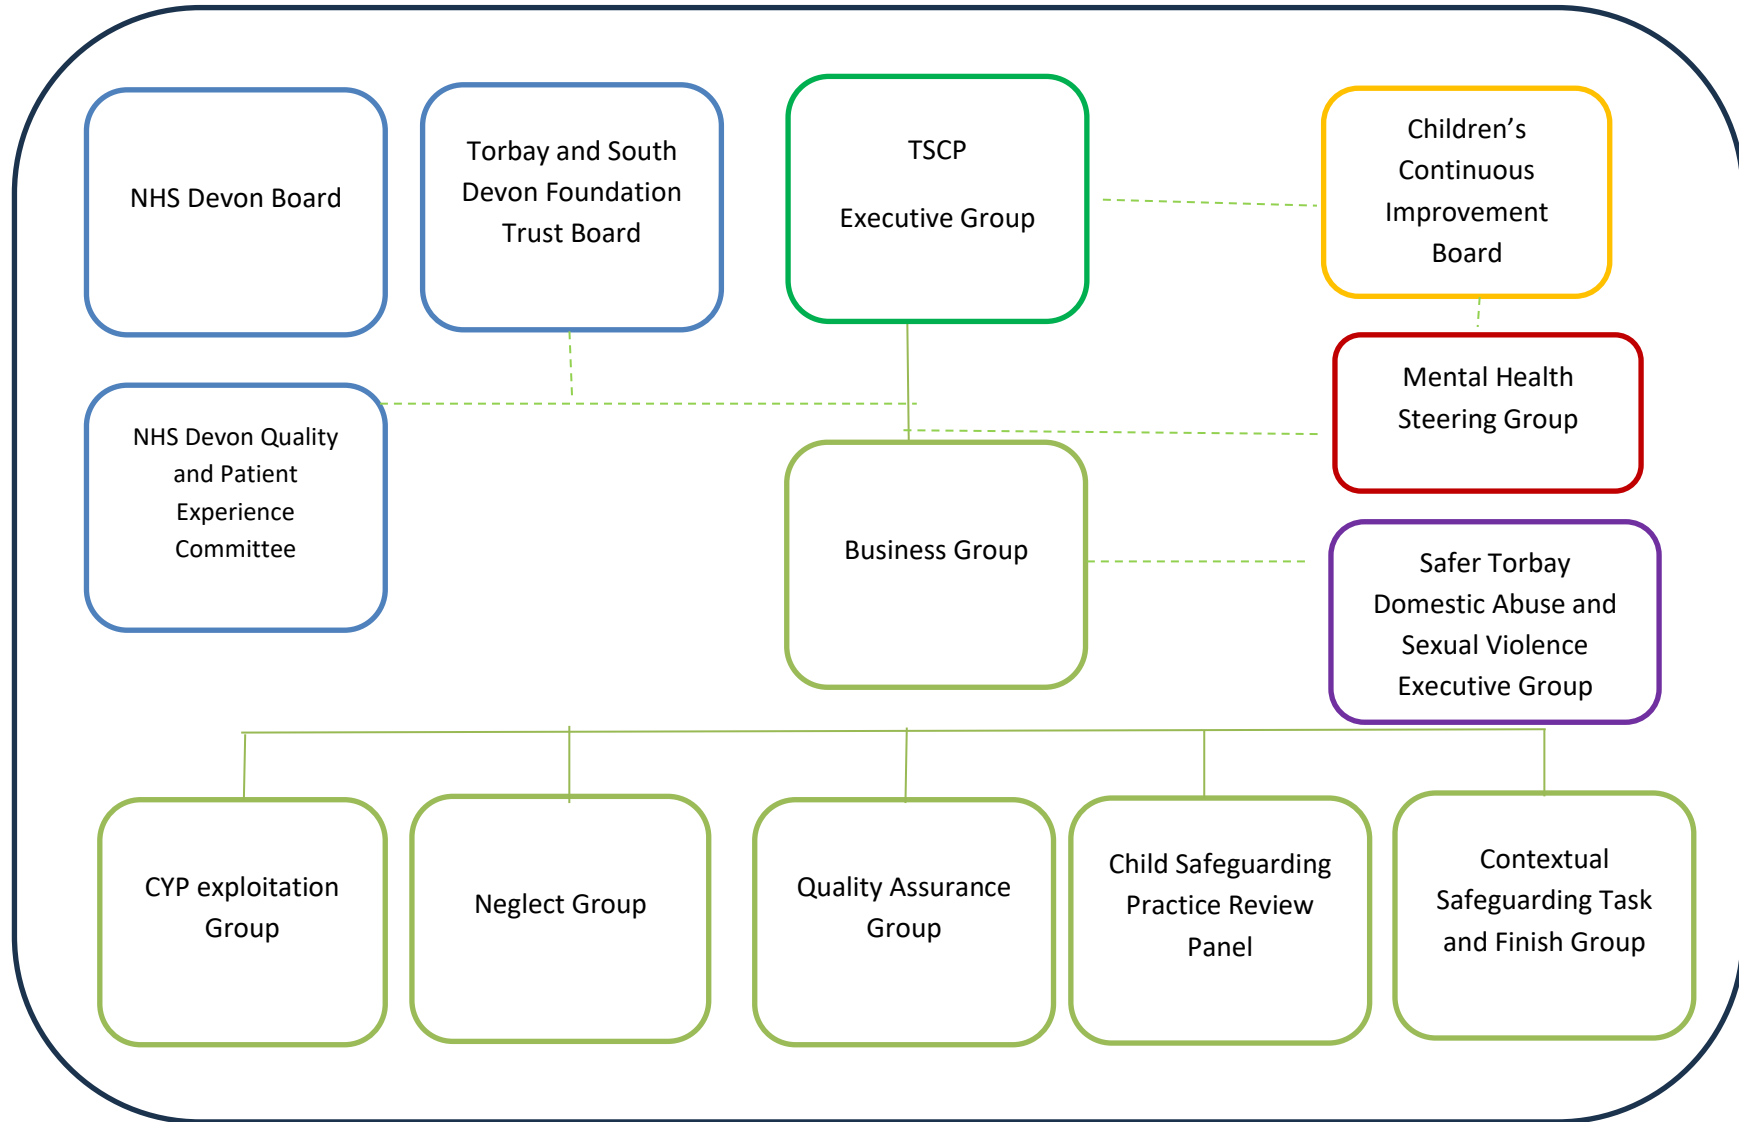 NHS Devon Board
Torbay and South
Devon Foundation
Trust Board
TSCP
Executive Group
Children’s
Continuous
Improvement
Board
NHS Devon Quality
and Patient
Experience
Committee
Mental Health
Steering Group
Business Group
Safer Torbay
Domestic Abuse and
Sexual Violence
Executive Group
CYP exploitation
Group
Neglect Group
Quality Assurance
Group
Child Safeguarding
Practice Review
Panel
Contextual
Safeguarding Task
and Finish Group